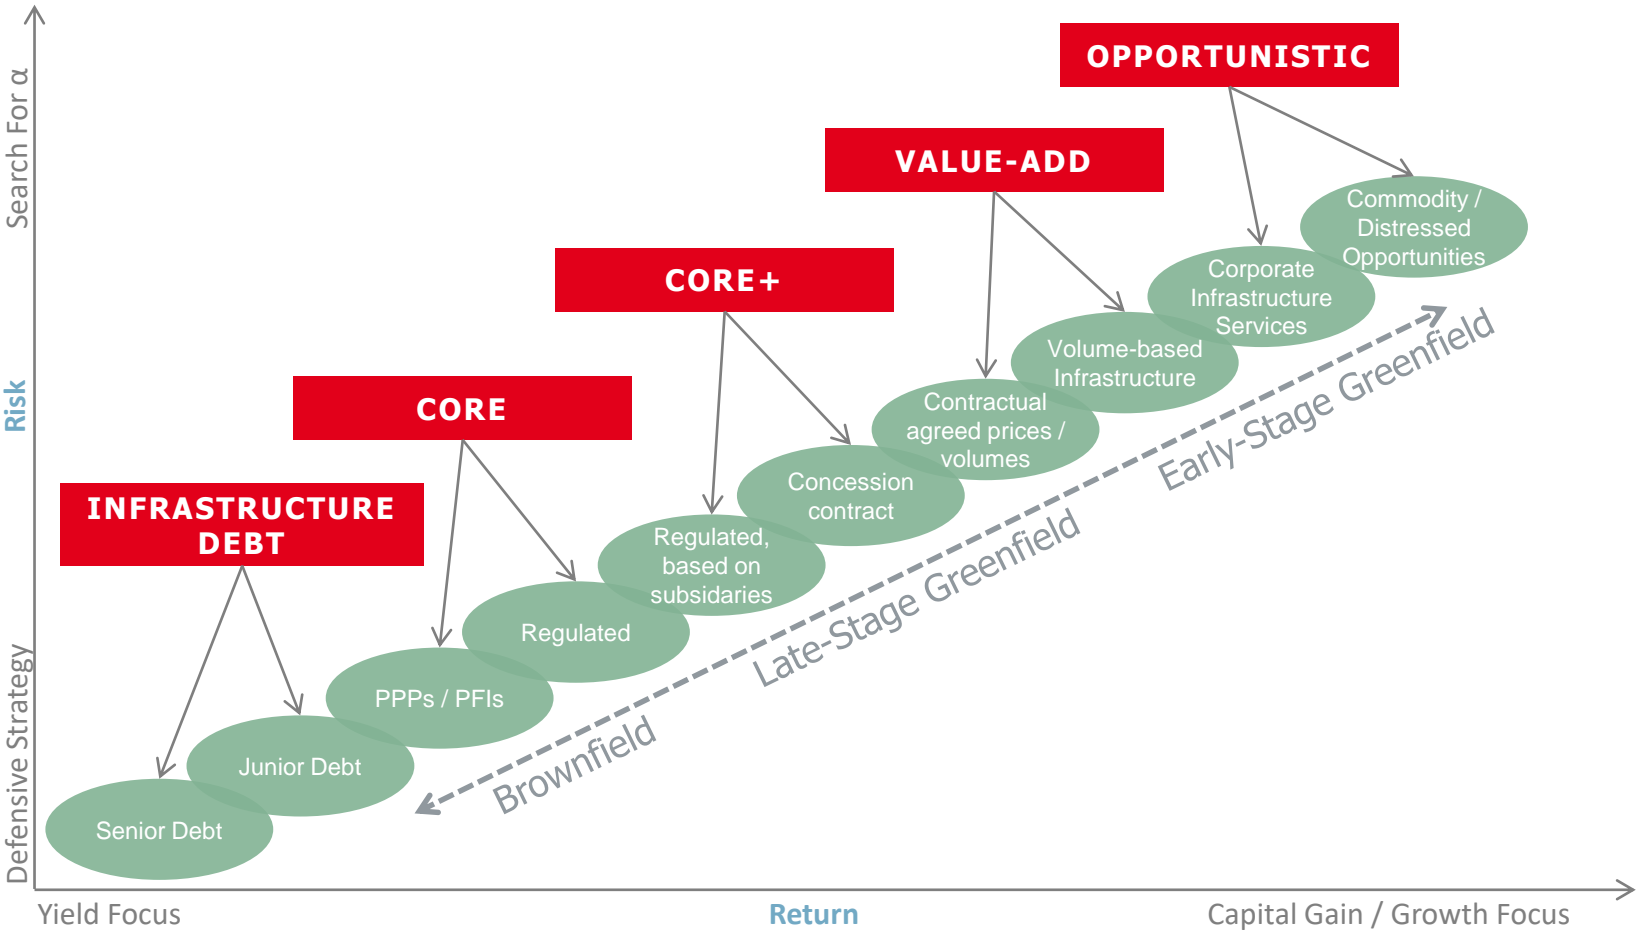 OPPORTUNISTIC
VALUE-ADD
CORE+
CORE
INFRASTRUCTURE
DEBT
Commodity /
Distressed
Opportunities
Corporate
Infrastructure
Services
Volume-based
Infrastructure
Contractual
agreed prices /
volumes
Concession
contract
Regulated,
based on
subsidaries
Regulated
PPPs / PFIs
Junior Debt
Senior Debt
Early-Stage Greenfield
Late-Stage Greenfield
Brownfield
Search For α
Risk
Defensive Strategy
Yield Focus
Return
Capital Gain / Growth Focus